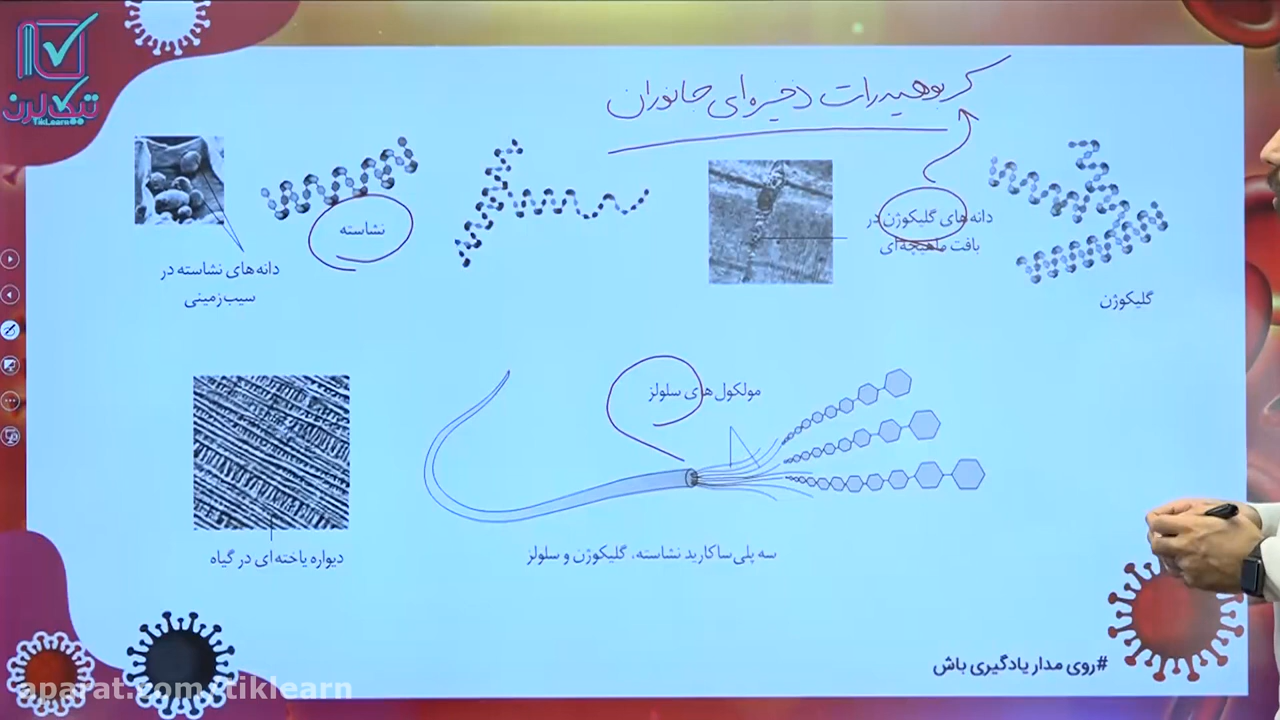 تیک لرن
TikLearn
کربوهیدرات ذخیره‌ای جانوران
دانه‌های گلیکوژن در
بافت ماهیچه‌ای
گلیکوژن
نشاسته
دانه‌های نشاسته در
سیب‌زمینی
مولکول‌های سلولز
دیواره یاخته‌ای در گیاه
سه پلی‌ساکارید نشاسته، گلیکوژن و سلولز
#روی مدار یادگیری باش
aparat.com/tiklearn